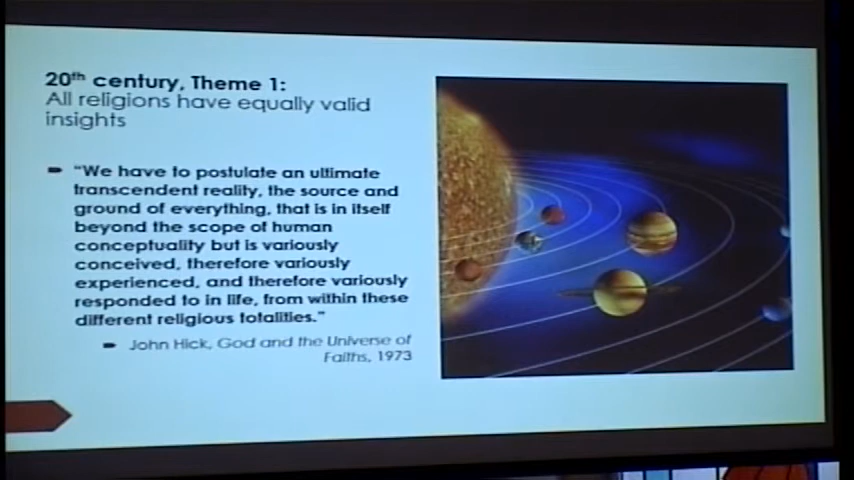 20th century, Theme 1:
All religions have equally valid
insights
"We have to postulate an ultimate
transcendent reality, the source and
ground of everything, that is in itself
beyond the scope of human
conceptuality but is variously
conceived, therefore variously
experienced, and therefore variously
responded to in life, from within these
different religious totalities."
John Hick, God and the Universe of
Faiths, 1973